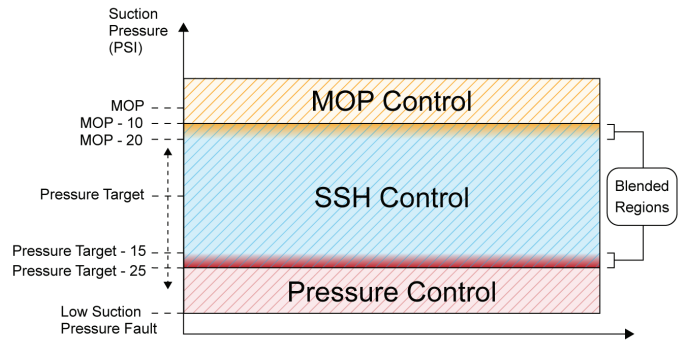 Suction
Pressure
(PSI)
MOP
MOP - 10
MOP - 20
Pressure Target
Pressure Target - 15
Pressure Target - 25
Low Suction
Pressure Fault
MOP Control
SSH Control
Pressure Control
Blended
Regions